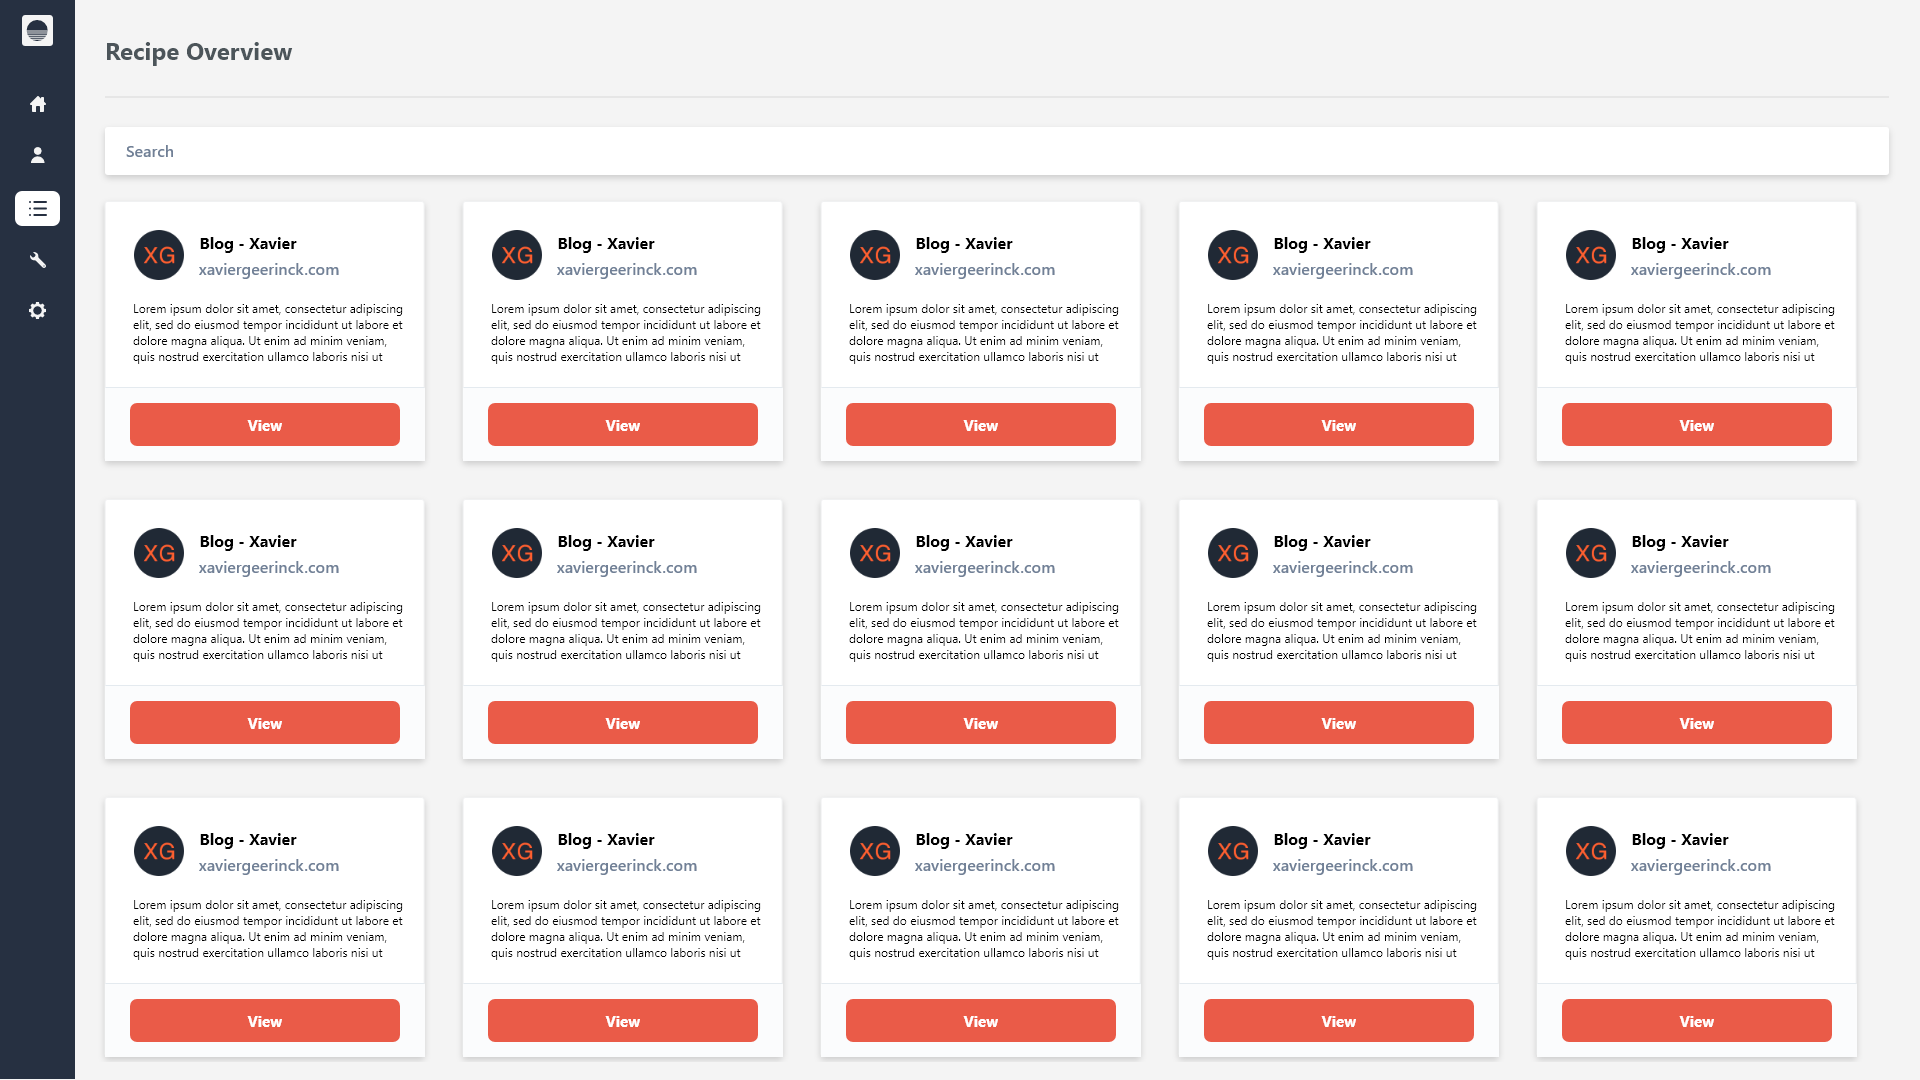 Recipe Overview
Search
XG
Blog - Xavier
xaviergeerinck.com
Lorem ipsum dolor sit amet, consectetur adipiscing
elit, sed do eiusmod tempor incididunt ut labore et
dolore magna aliqua. Ut enim ad minim veniam,
quis nostrud exercitation ullamco laboris nisi ut
View
XG
Blog - Xavier
xaviergeerinck.com
Lorem ipsum dolor sit amet, consectetur adipiscing
elit, sed do eiusmod tempor incididunt ut labore et
dolore magna aliqua. Ut enim ad minim veniam,
quis nostrud exercitation ullamco laboris nisi ut
View
XG
Blog - Xavier
xaviergeerinck.com
Lorem ipsum dolor sit amet, consectetur adipiscing
elit, sed do eiusmod tempor incididunt ut labore et
dolore magna aliqua. Ut enim ad minim veniam,
quis nostrud exercitation ullamco laboris nisi ut
View
XG
Blog - Xavier
xaviergeerinck.com
Lorem ipsum dolor sit amet, consectetur adipiscing
elit, sed do eiusmod tempor incididunt ut labore et
dolore magna aliqua. Ut enim ad minim veniam,
quis nostrud exercitation ullamco laboris nisi ut
View
XG
Blog - Xavier
xaviergeerinck.com
Lorem ipsum dolor sit amet, consectetur adipiscing
elit, sed do eiusmod tempor incididunt ut labore et
dolore magna aliqua. Ut enim ad minim veniam,
quis nostrud exercitation ullamco laboris nisi ut
View
XG
Blog - Xavier
xaviergeerinck.com
Lorem ipsum dolor sit amet, consectetur adipiscing
elit, sed do eiusmod tempor incididunt ut labore et
dolore magna aliqua. Ut enim ad minim veniam,
quis nostrud exercitation ullamco laboris nisi ut
View
XG
Blog - Xavier
xaviergeerinck.com
Lorem ipsum dolor sit amet, consectetur adipiscing
elit, sed do eiusmod tempor incididunt ut labore et
dolore magna aliqua. Ut enim ad minim veniam,
quis nostrud exercitation ullamco laboris nisi ut
View
XG
Blog - Xavier
xaviergeerinck.com
Lorem ipsum dolor sit amet, consectetur adipiscing
elit, sed do eiusmod tempor incididunt ut labore et
dolore magna aliqua. Ut enim ad minim veniam,
quis nostrud exercitation ullamco laboris nisi ut
View
XG
Blog - Xavier
xaviergeerinck.com
Lorem ipsum dolor sit amet, consectetur adipiscing
elit, sed do eiusmod tempor incididunt ut labore et
dolore magna aliqua. Ut enim ad minim veniam,
quis nostrud exercitation ullamco laboris nisi ut
View
XG
Blog - Xavier
xaviergeerinck.com
Lorem ipsum dolor sit amet, consectetur adipiscing
elit, sed do eiusmod tempor incididunt ut labore et
dolore magna aliqua. Ut enim ad minim veniam,
quis nostrud exercitation ullamco laboris nisi ut
View
XG
Blog - Xavier
xaviergeerinck.com
Lorem ipsum dolor sit amet, consectetur adipiscing
elit, sed do eiusmod tempor incididunt ut labore et
dolore magna aliqua. Ut enim ad minim veniam,
quis nostrud exercitation ullamco laboris nisi ut
View
XG
Blog - Xavier
xaviergeerinck.com
Lorem ipsum dolor sit amet, consectetur adipiscing
elit, sed do eiusmod tempor incididunt ut labore et
dolore magna aliqua. Ut enim ad minim veniam,
quis nostrud exercitation ullamco laboris nisi ut
View
XG
Blog - Xavier
xaviergeerinck.com
Lorem ipsum dolor sit amet, consectetur adipiscing
elit, sed do eiusmod tempor incididunt ut labore et
dolore magna aliqua. Ut enim ad minim veniam,
quis nostrud exercitation ullamco laboris nisi ut
View
XG
Blog - Xavier
xaviergeerinck.com
Lorem ipsum dolor sit amet, consectetur adipiscing
elit, sed do eiusmod tempor incididunt ut labore et
dolore magna aliqua. Ut enim ad minim veniam,
quis nostrud exercitation ullamco laboris nisi ut
View
XG
Blog - Xavier
xaviergeerinck.com
Lorem ipsum dolor sit amet, consectetur adipiscing
elit, sed do eiusmod tempor incididunt ut labore et
dolore magna aliqua. Ut enim ad minim veniam,
quis nostrud exercitation ullamco laboris nisi ut
View